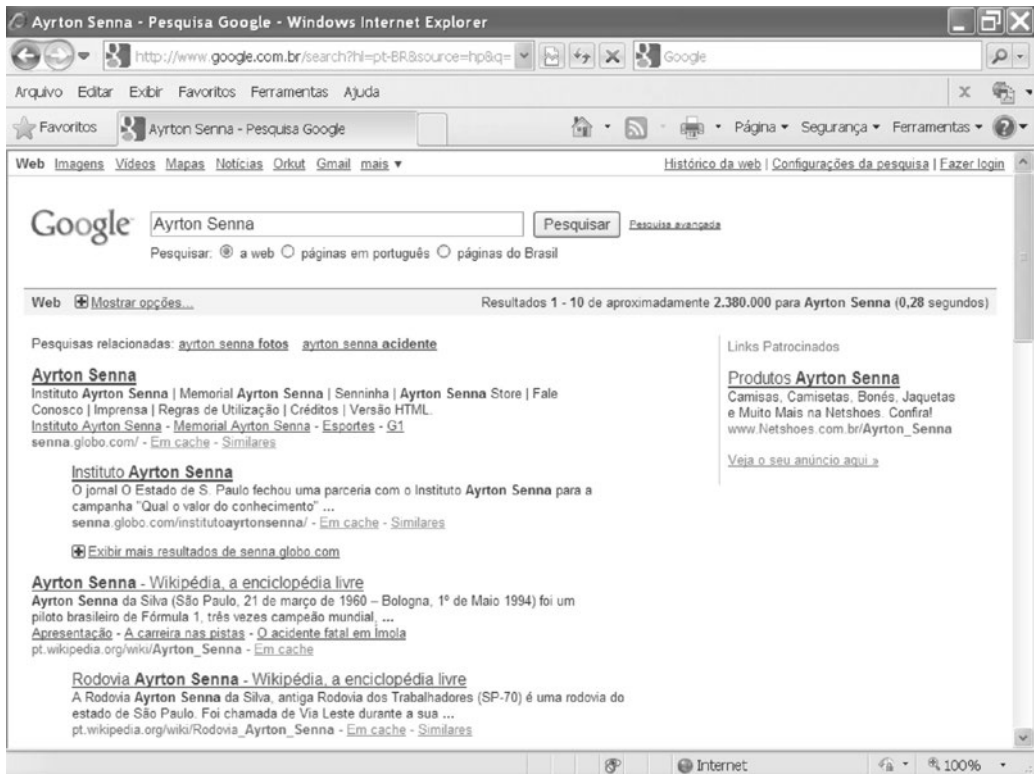 Ayrton Senna - Pesquisa Google - Windows Internet Explorer
http://www.google.com.br/search?hl=pt-BR&source=hp&q=
Google
Arquivo Editar Exibir Favoritos Ferramentas Ajuda
Favoritos Ayrton Senna - Pesquisa Google Página Segurança Ferramentas
Web Imagens Vídeos Mapas Notícias Orkut Gmail mais ▼ Histórico da web | Configurações da pesquisa | Fazer login
Google Ayrton Senna Pesquisar Pesquisa avançada
Pesquisar: a web páginas em português páginas do Brasil
Web Mostrar opções... Resultados 1 - 10 de aproximadamente 2.380.000 para Ayrton Senna (0,28 segundos)
Pesquisas relacionadas: ayrton senna fotos ayrton senna acidente
Ayrton Senna
Instituto Ayrton Senna | Memorial Ayrton Senna | Senninha | Ayrton Senna Store | Fale
Conosco | Imprensa | Regras de Utilização | Créditos | Versão HTML.
Instituto Ayrton Senna - Memorial Ayrton Senna - Esportes - G1
senna.globo.com/ - Em cache - Similares
Instituto Ayrton Senna
O jornal O Estado de S. Paulo fechou uma parceria com o Instituto Ayrton Senna para a
campanha "Qual o valor do conhecimento" ...
senna.globo.com/institutoayrtonsenna/ - Em cache - Similares
Exibir mais resultados de senna.globo.com
Ayrton Senna - Wikipédia, a enciclopédia livre
Ayrton Senna da Silva (São Paulo, 21 de março de 1960 – Bologna, 1º de Maio 1994) foi um
piloto brasileiro de Fórmula 1, três vezes campeão mundial, ...
Apresentação - A carreira nas pistas - O acidente fatal em Ímola
pt.wikipedia.org/wiki/Ayrton_Senna - Em cache
Rodovia Ayrton Senna - Wikipédia, a enciclopédia livre
A Rodovia Ayrton Senna da Silva, antiga Rodovia dos Trabalhadores (SP-70) é uma rodovia do
estado de São Paulo. Foi chamada de Via Leste durante a sua ...
pt.wikipedia.org/wiki/Rodovia_Ayrton_Senna - Em cache - Similares
Links Patrocinados
Produtos Ayrton Senna
Camisas, Camisetas, Bonés, Jaquetas
e Muito Mais na Netshoes. Confira!
www.Netshoes.com.br/Ayrton_Senna
Veja o seu anúncio aqui »
Internet 100%